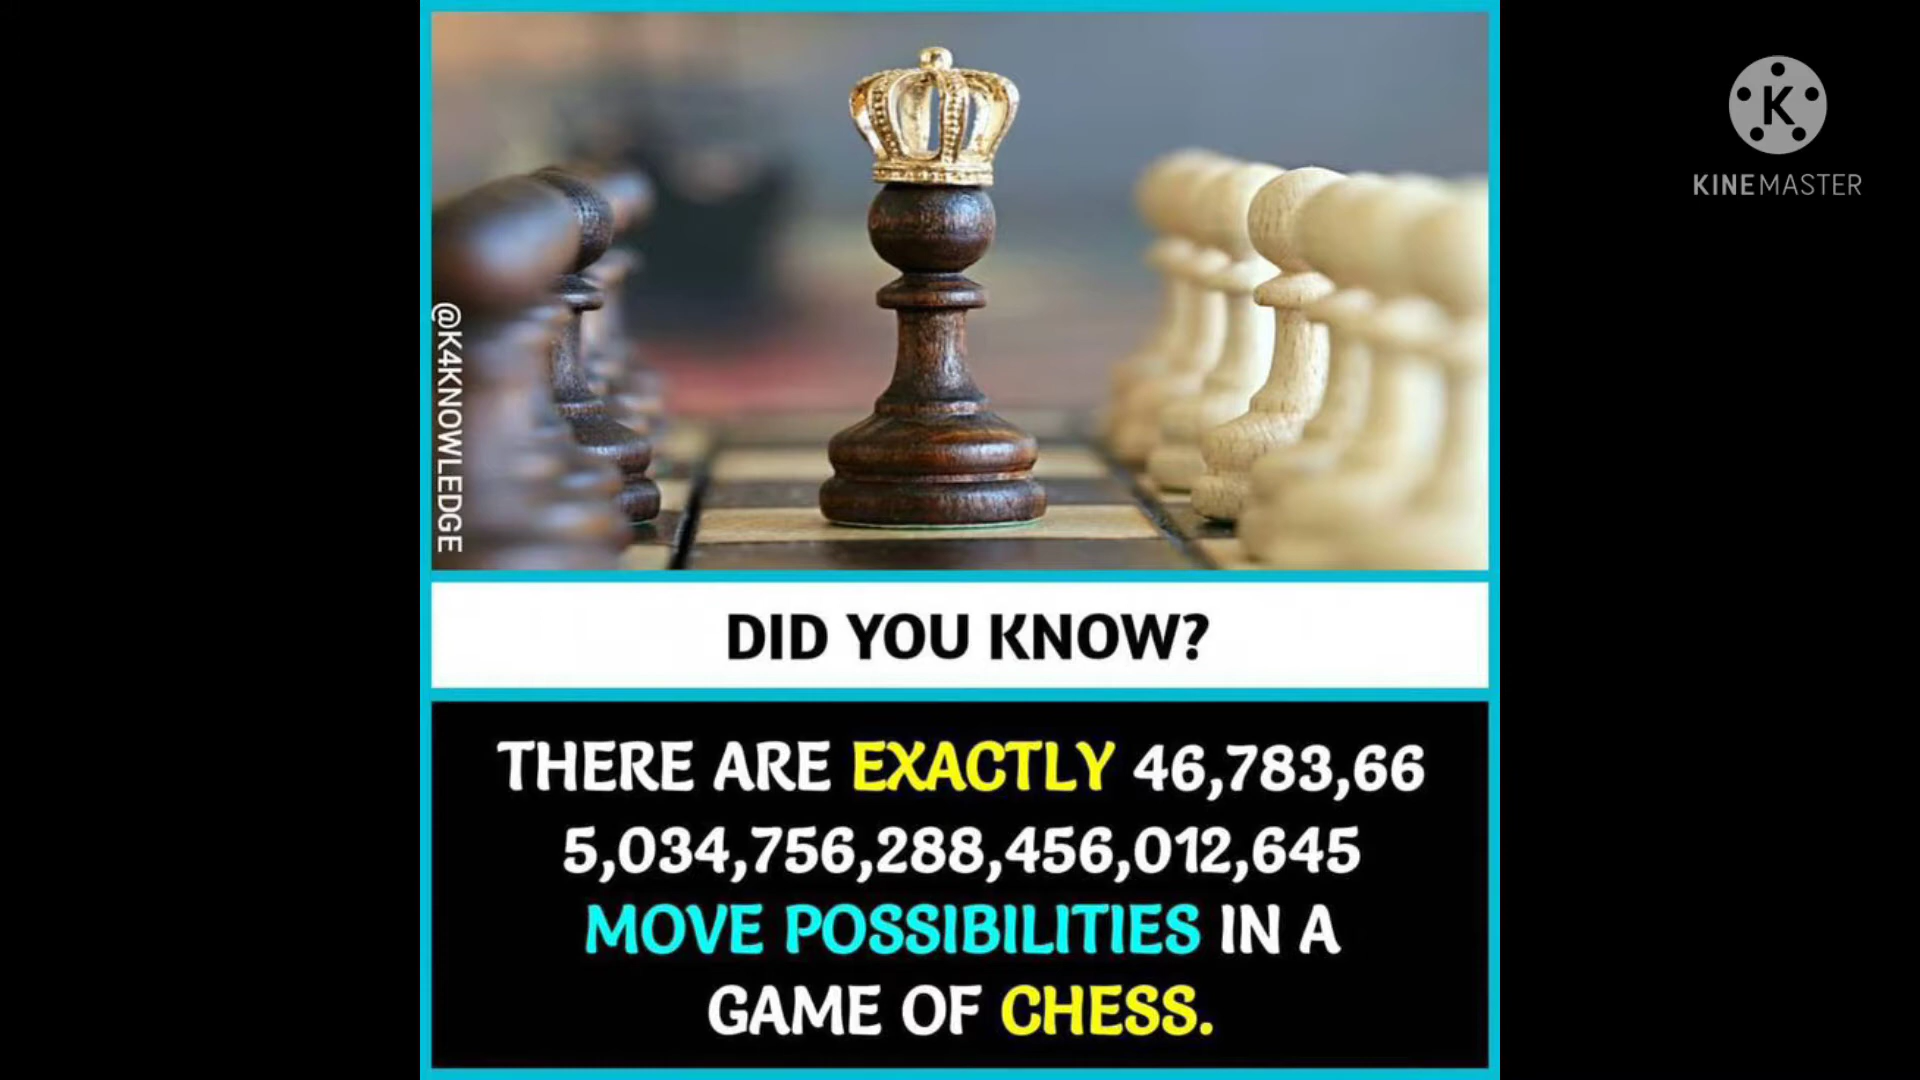 K
KINEMASTER
@K4KNOWLEDGE
DID YOU KNOW?
THERE ARE EXACTLY 46,783,66
5,034,756,288,456,012,645
MOVE POSSIBILITIES IN A
GAME OF CHESS.